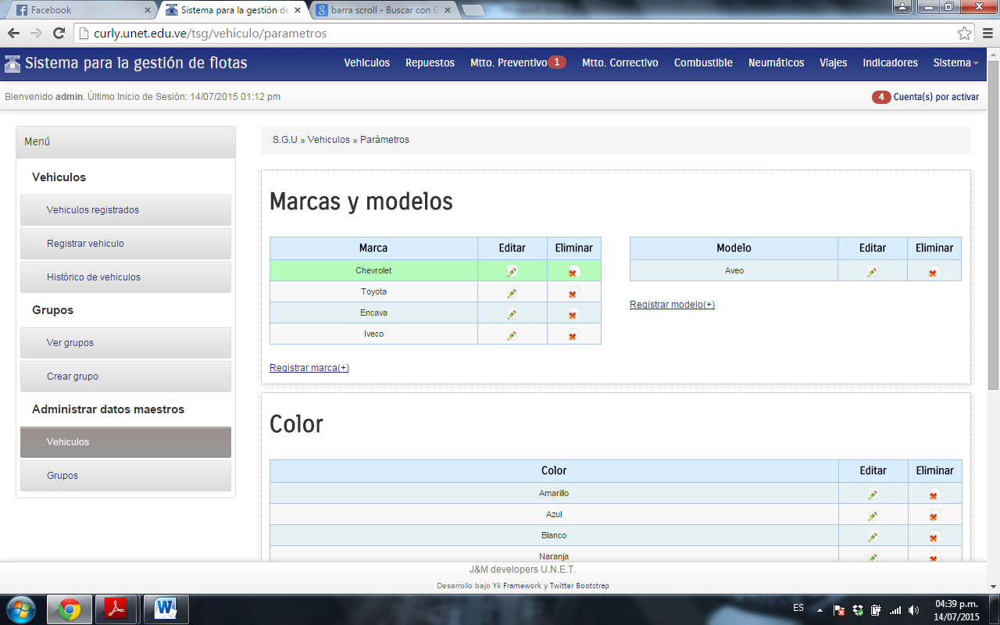 Facebook
Sistema para la gestión de
barra scroll - Buscar con G
curly.unet.edu.ve/tsg/vehiculo/parametros
Sistema para la gestión de flotas
Vehiculos Repuestos Mtto. Preventivo 1 Mtto. Correctivo Combustible Neumáticos Viajes Indicadores Sistema
Bienvenido admin. Último Inicio de Sesión: 14/07/2015 01:12 pm
4 Cuenta(s) por activar
Menú
Vehiculos
Vehiculos registrados
Registrar vehiculo
Histórico de vehiculos
Grupos
Ver grupos
Crear grupo
Administrar datos maestros
Vehiculos
Grupos
S.G.U » Vehiculos » Parámetros
Marcas y modelos
Marca Editar Eliminar
Chevrolet
Toyota
Encava
Iveco
Registrar marca(+)
Modelo Editar Eliminar
Aveo
Registrar modelo(+)
Color
Color Editar Eliminar
Amarillo
Azul
Blanco
Naranja
J&M developers U.N.E.T.
Desarrollo bajo Yii Framework y Twitter Bootstrap
ES
04:39 p.m.
14/07/2015